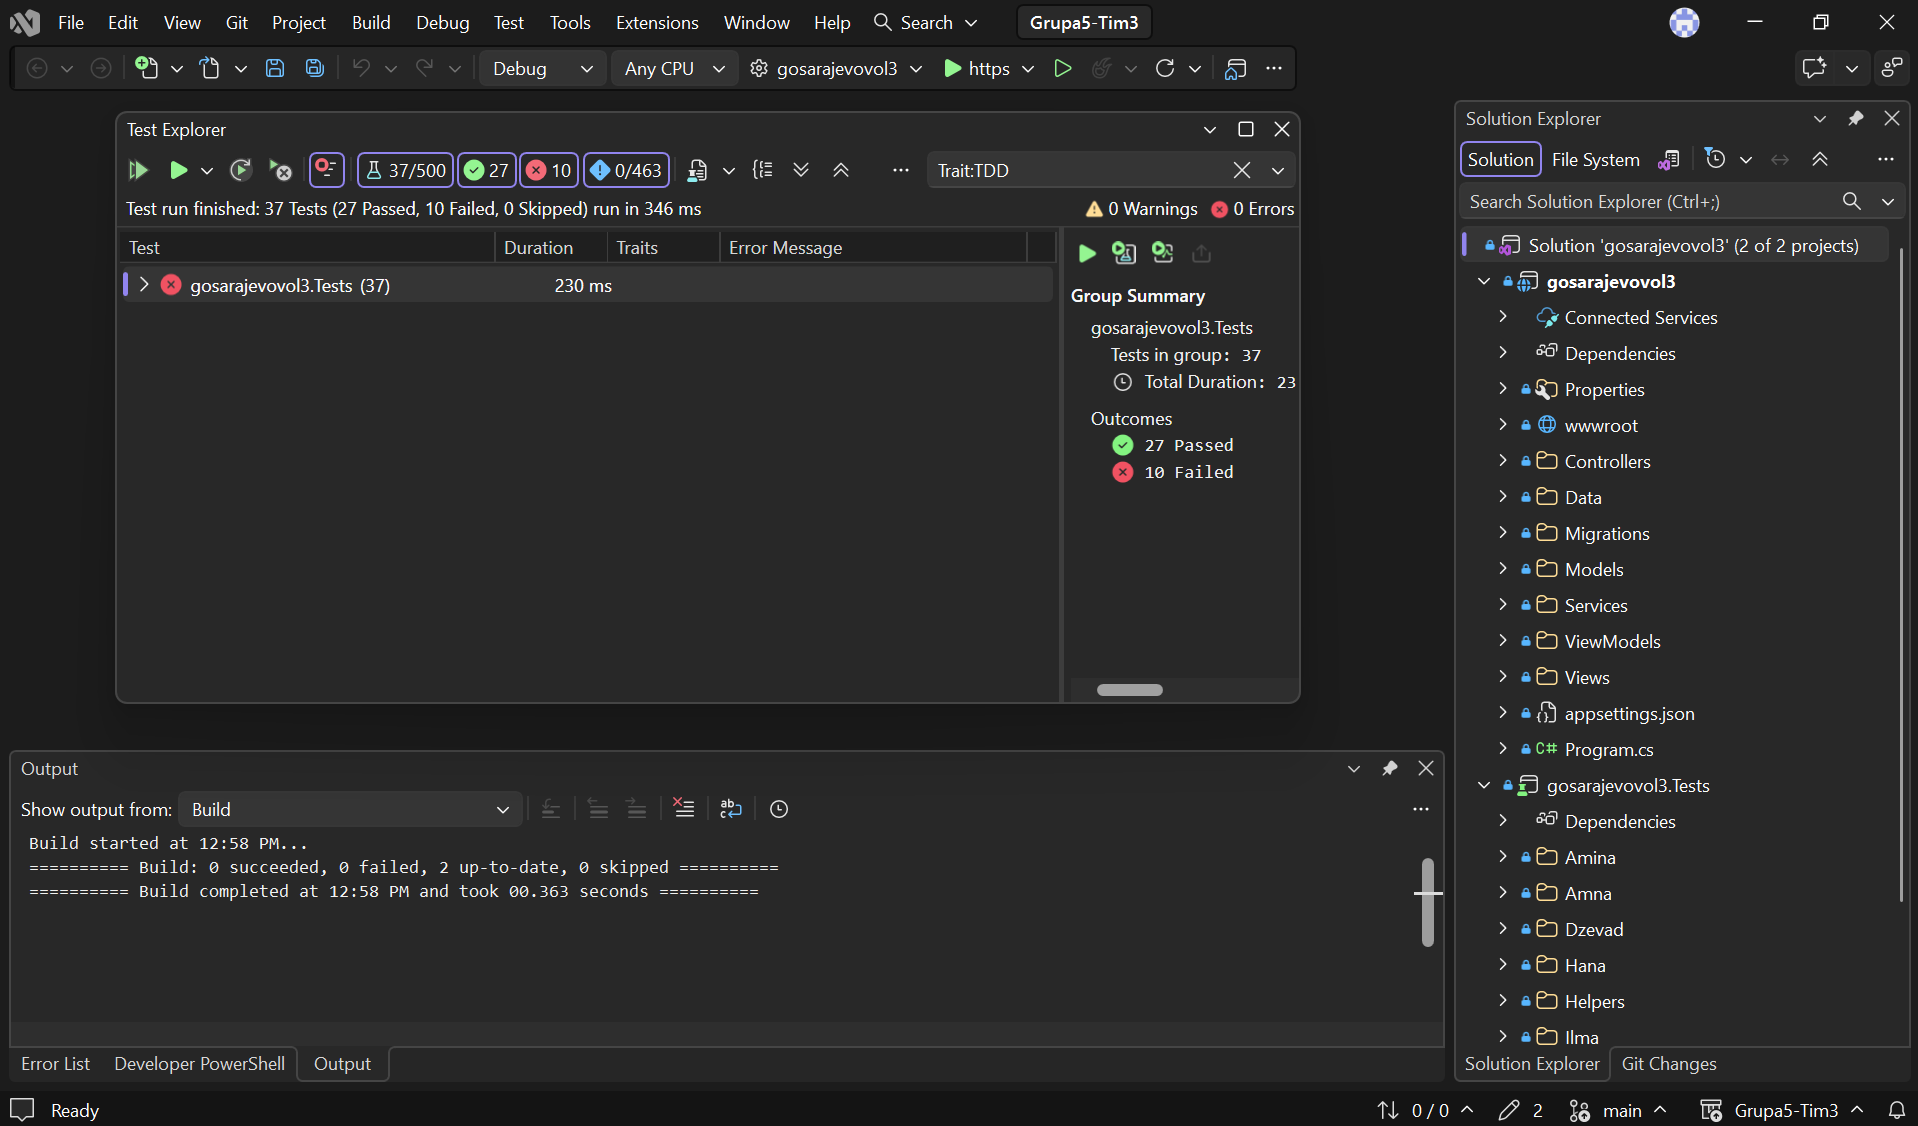 File Edit View Git Project Build Debug Test Tools Extensions Window Help Search Grupa5-Tim3
Debug Any CPU gosarajevovol3 https
Test Explorer
37/500 27 10 0/463 Trait:TDD
Test run finished: 37 Tests (27 Passed, 10 Failed, 0 Skipped) run in 346 ms 0 Warnings 0 Errors
Test Duration Traits Error Message
gosarajevovol3.Tests (37) 230 ms
Group Summary
gosarajevovol3.Tests
Tests in group: 37
Total Duration: 23
Outcomes
27 Passed
10 Failed
Output
Show output from: Build
Build started at 12:58 PM...
========== Build: 0 succeeded, 0 failed, 2 up-to-date, 0 skipped ==========
========== Build completed at 12:58 PM and took 00.363 seconds ==========
Error List Developer PowerShell Output
Solution Explorer
Solution File System
Search Solution Explorer (Ctrl+;)
Solution 'gosarajevovol3' (2 of 2 projects)
gosarajevovol3
Connected Services
Dependencies
Properties
wwwroot
Controllers
Data
Migrations
Models
Services
ViewModels
Views
appsettings.json
C# Program.cs
gosarajevovol3.Tests
Dependencies
Amina
Amna
Dzevad
Hana
Helpers
Ilma
Solution Explorer Git Changes
Ready 0 / 0 2 main Grupa5-Tim3